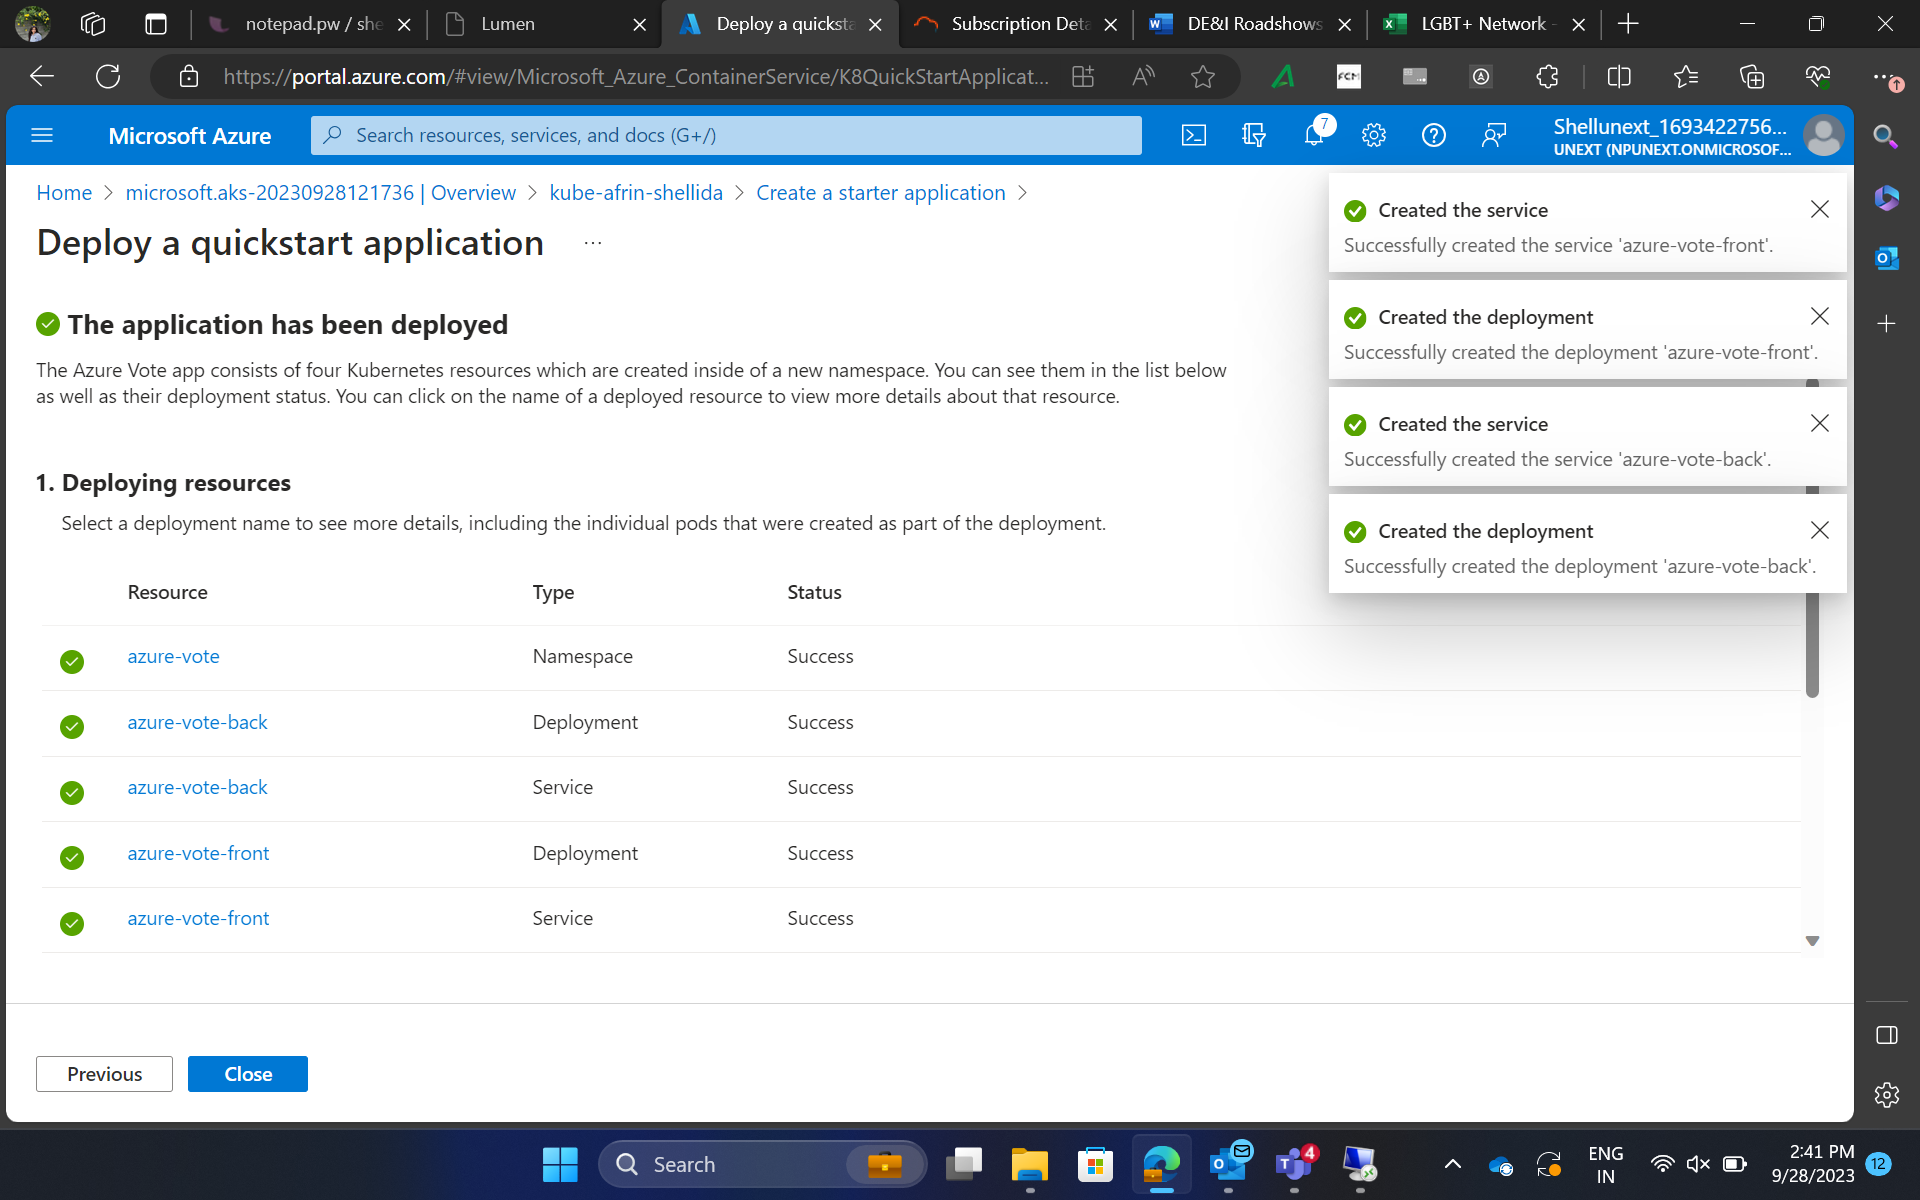 notepad.pw / she
Lumen
Deploy a quicksta
Subscription Deta
DE&I Roadshows
LGBT+ Network -
https://portal.azure.com/#view/Microsoft_Azure_ContainerService/K8QuickStartApplicat...
FCM
Microsoft Azure
Search resources, services, and docs (G+/)
7
Shellunext_1693422756...
UNEXT (NPUNEXT.ONMICROSOF...
Home > microsoft.aks-20230928121736 | Overview > kube-afrin-shellida > Create a starter application >
Deploy a quickstart application ...
Created the service
Successfully created the service 'azure-vote-front'.
Created the deployment
Successfully created the deployment 'azure-vote-front'.
Created the service
Successfully created the service 'azure-vote-back'.
Created the deployment
Successfully created the deployment 'azure-vote-back'.
The application has been deployed
The Azure Vote app consists of four Kubernetes resources which are created inside of a new namespace. You can see them in the list below
as well as their deployment status. You can click on the name of a deployed resource to view more details about that resource.
1. Deploying resources
Select a deployment name to see more details, including the individual pods that were created as part of the deployment.
Resource Type Status
azure-vote Namespace Success
azure-vote-back Deployment Success
azure-vote-back Service Success
azure-vote-front Deployment Success
azure-vote-front Service Success
Previous
Close
Search
4
ENG
IN
2:41 PM
9/28/2023
12